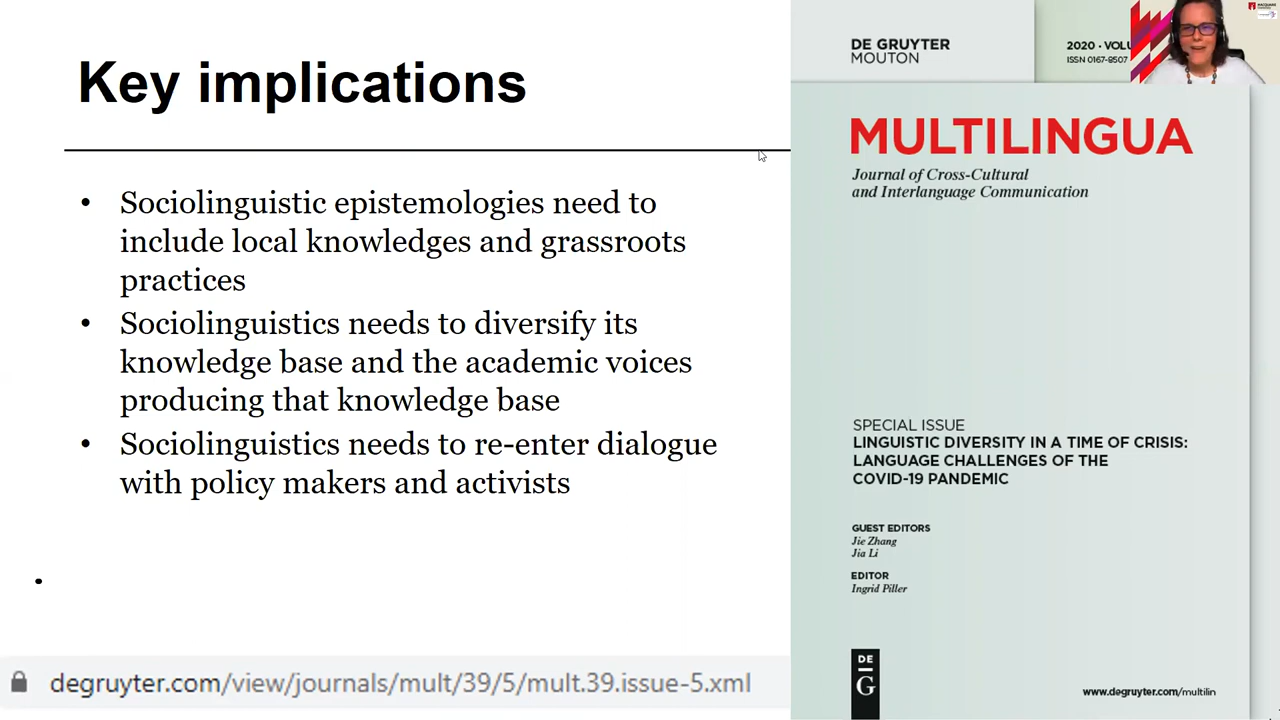 Key implications
• Sociolinguistic epistemologies need to
include local knowledges and grassroots
practices
• Sociolinguistics needs to diversify its
knowledge base and the academic voices
producing that knowledge base
• Sociolinguistics needs to re-enter dialogue
with policy makers and activists
•
degruyter.com/view/journals/mult/39/5/mult.39.issue-5.xml
DE GRUYTER
MOUTON
2020 · VOLU
ISSN 0167-8507
MULTILINGUA
Journal of Cross-Cultural
and Interlanguage Communication
SPECIAL ISSUE
LINGUISTIC DIVERSITY IN A TIME OF CRISIS:
LANGUAGE CHALLENGES OF THE
COVID-19 PANDEMIC
GUEST EDITORS
Jie Zhang
Jia Li
EDITOR
Ingrid Piller
DE
G
www.degruyter.com/multilin